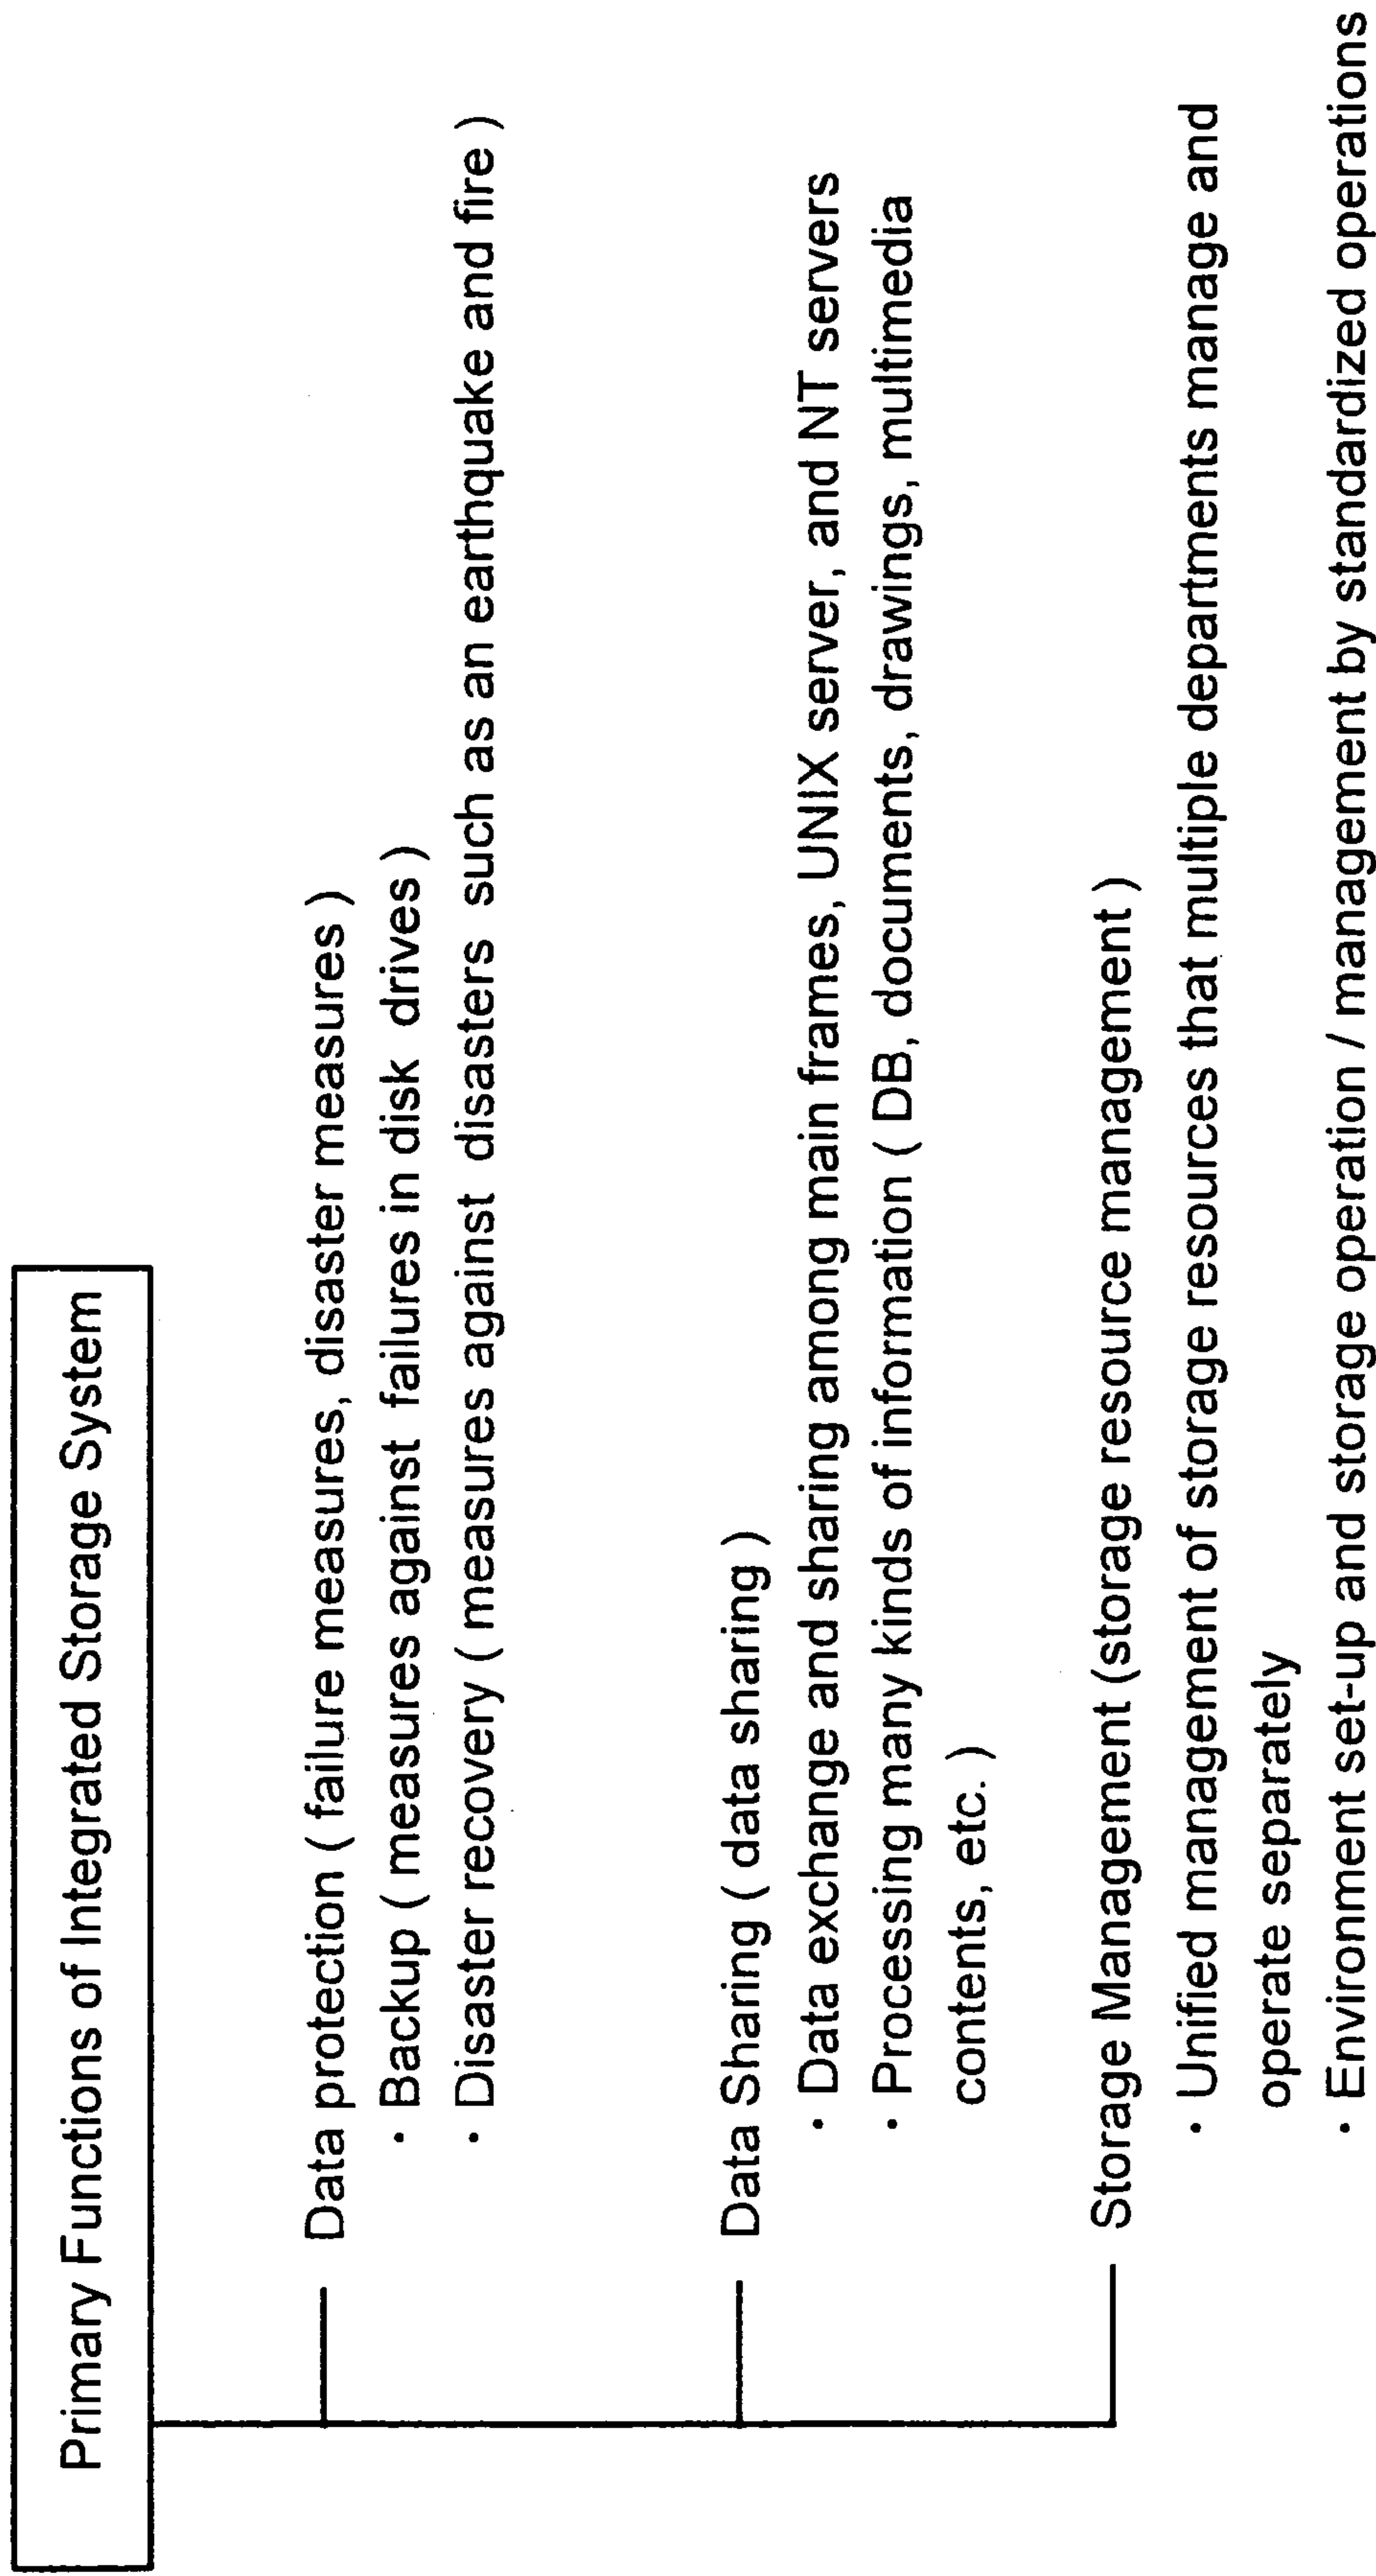 Primary Functions of Integrated Storage System
Data protection ( failure measures, disaster measures )
・Backup ( measures against failures in disk drives )
・Disaster recovery ( measures against disasters such as an earthquake and fire )
Data Sharing ( data sharing )
・Data exchange and sharing among main frames, UNIX server, and NT servers
・Processing many kinds of information ( DB, documents, drawings, multimedia
contents, etc. )
Storage Management (storage resource management )
・Unified management of storage resources that multiple departments manage and
operate separately
・Environment set-up and storage operation / management by standardized operations